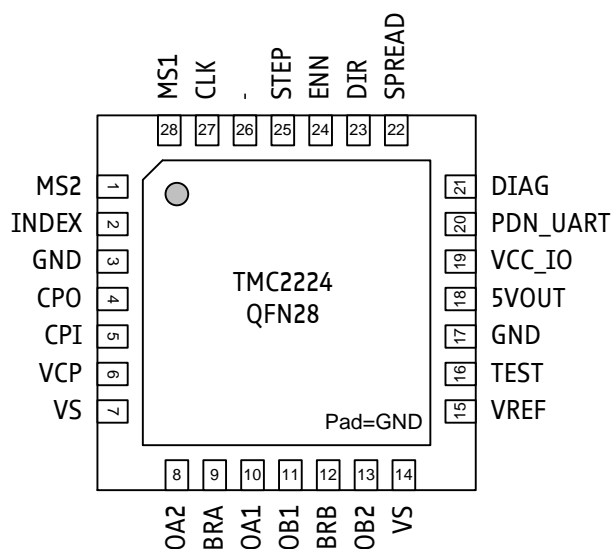 MS1 CLK - STEP ENN DIR SPREAD
28 27 26 25 24 23 22
MS2 1
INDEX 2
GND 3
CPO 4
CPI 5
VCP 6
VS 7
TMC2224
QFN28
Pad=GND
21 DIAG
20 PDN_UART
19 VCC_IO
18 5VOUT
17 GND
16 TEST
15 VREF
8 9 10 11 12 13 14
OA2 BRA OA1 OB1 BRB OB2 VS